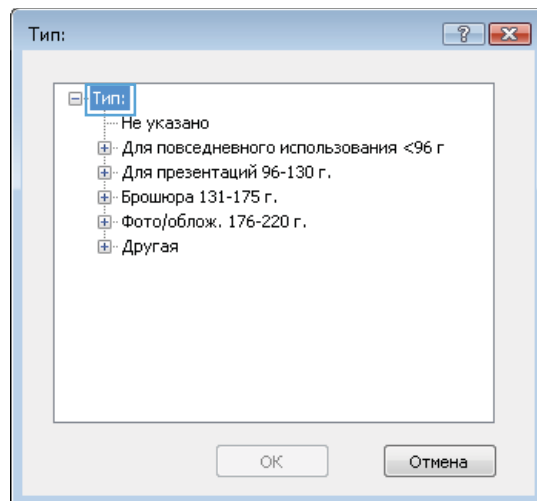 Тип:
Тип:
Не указано
Для повседневного использования <96 г
Для презентаций 96-130 г.
Брошюра 131-175 г.
Фото/облож. 176-220 г.
Другая
OK
Отмена